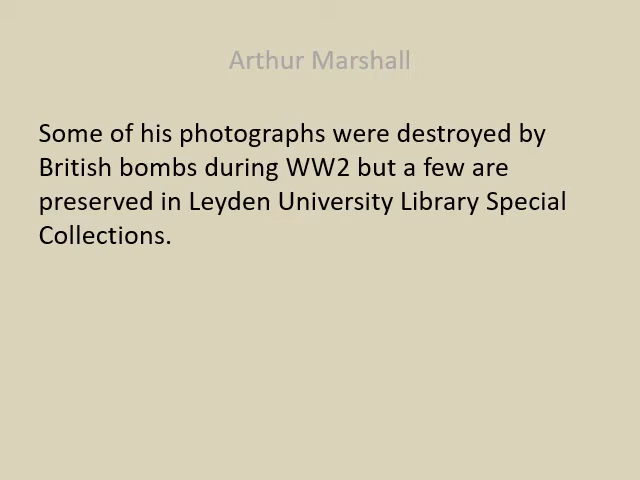 Arthur Marshall
Some of his photographs were destroyed by
British bombs during WW2 but a few are
preserved in Leyden University Library Special
Collections.